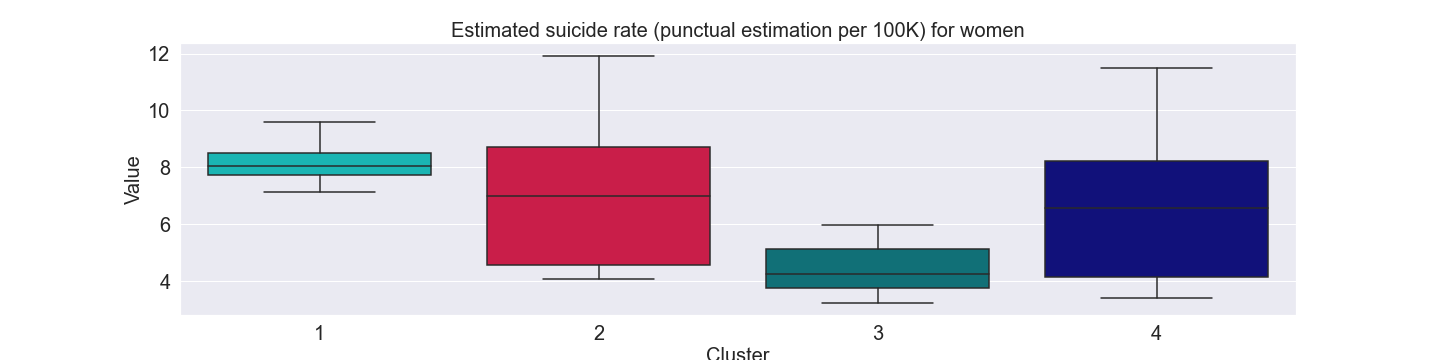 Estimated suicide rate (punctual estimation per 100K) for women
12
10
8
6
4
Value
1 2 3 4
Cluster